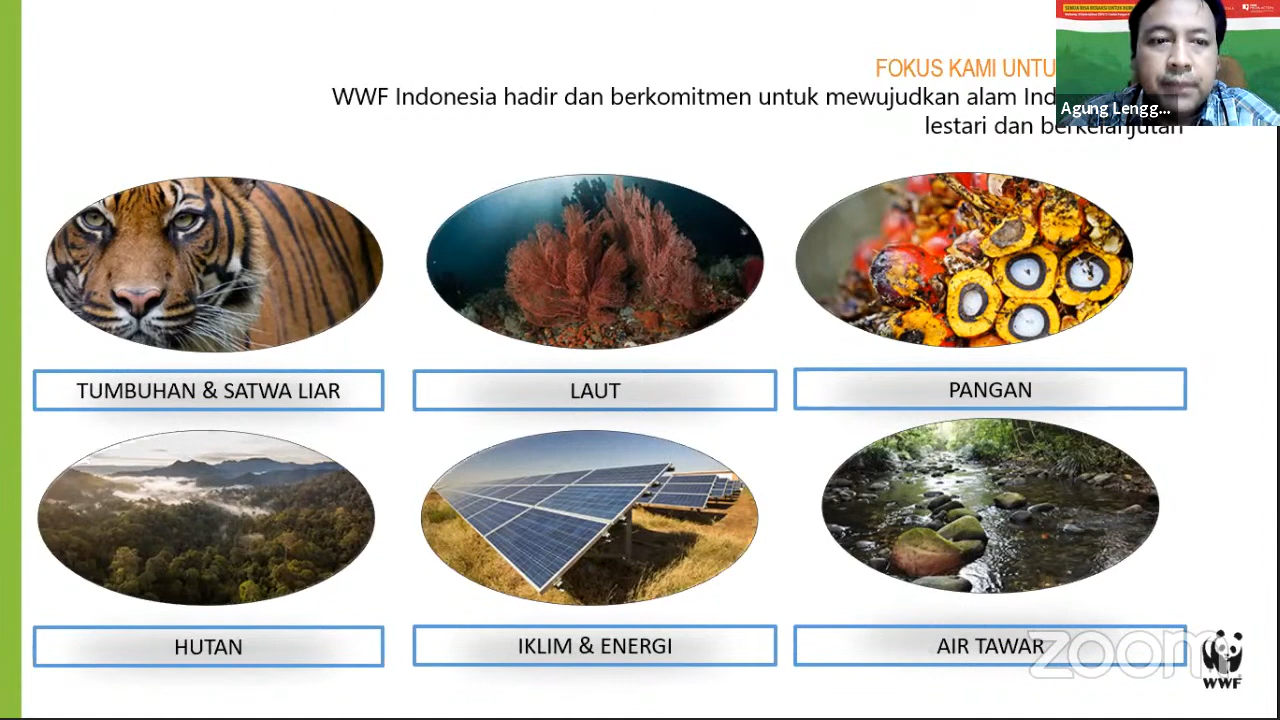 FOKUS KAMI UNTU
WWF Indonesia hadir dan berkomitmen untuk mewujudkan alam Ind
lestari dan berkelanjutan
Agung Lengg...
TUMBUHAN & SATWA LIAR
LAUT
PANGAN
HUTAN
IKLIM & ENERGI
AIR TAWAR
zoom
WWF